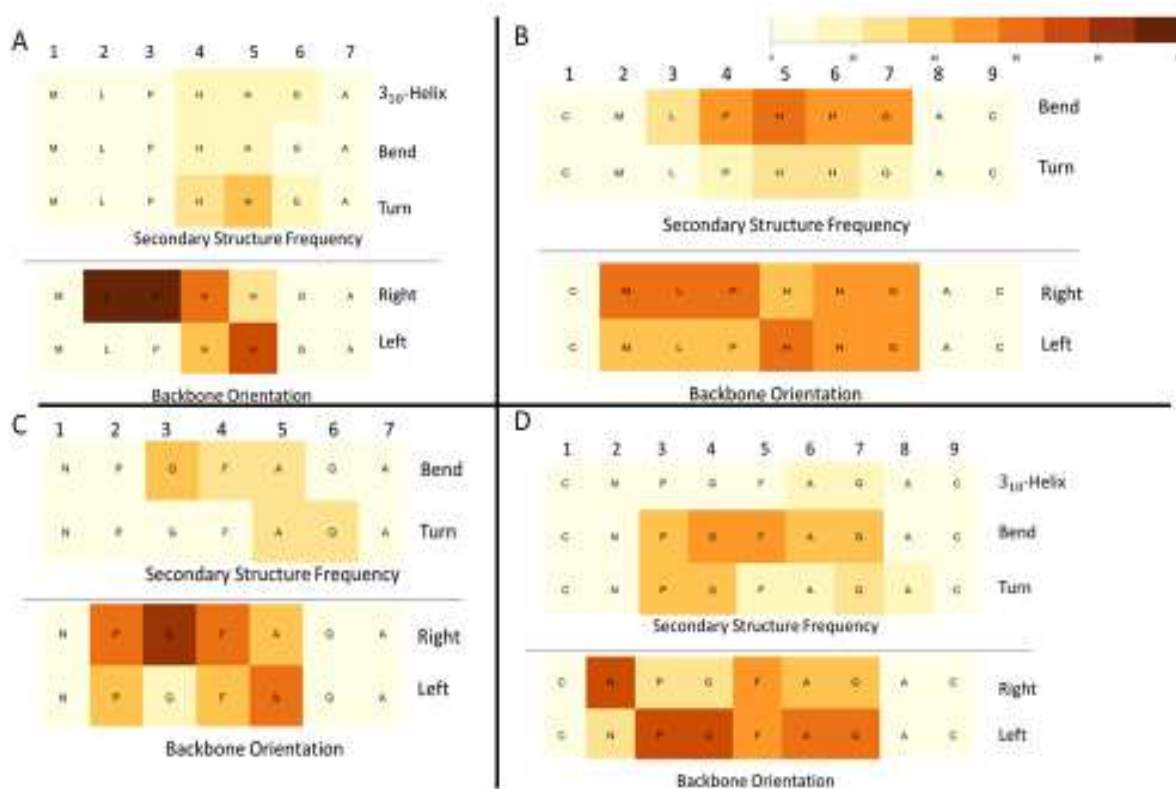 A
1 2 3 4 5 6 7
M L P H H G A 3₁₀-Helix
M L P H H G A Bend
M L P H H G A Turn
Secondary Structure Frequency
M L P H H G A Right
M L P H H G A Left
Backbone Orientation
B
1 2 3 4 5 6 7 8 9
C M L P H H G A C Bend
C M L P H H G A C Turn
Secondary Structure Frequency
C M L P H H G A C Right
C M L P H H G A C Left
Backbone Orientation
C
1 2 3 4 5 6 7
N P G F A G A Bend
N P G F A G A Turn
Secondary Structure Frequency
N P G F A G A Right
N P G F A G A Left
Backbone Orientation
D
1 2 3 4 5 6 7 8 9
C N P G F A G A C 3₁₀-Helix
C N P G F A G A C Bend
C N P G F A G A C Turn
Secondary Structure Frequency
C N P G F A G A C Right
C N P G F A G A C Left
Backbone Orientation